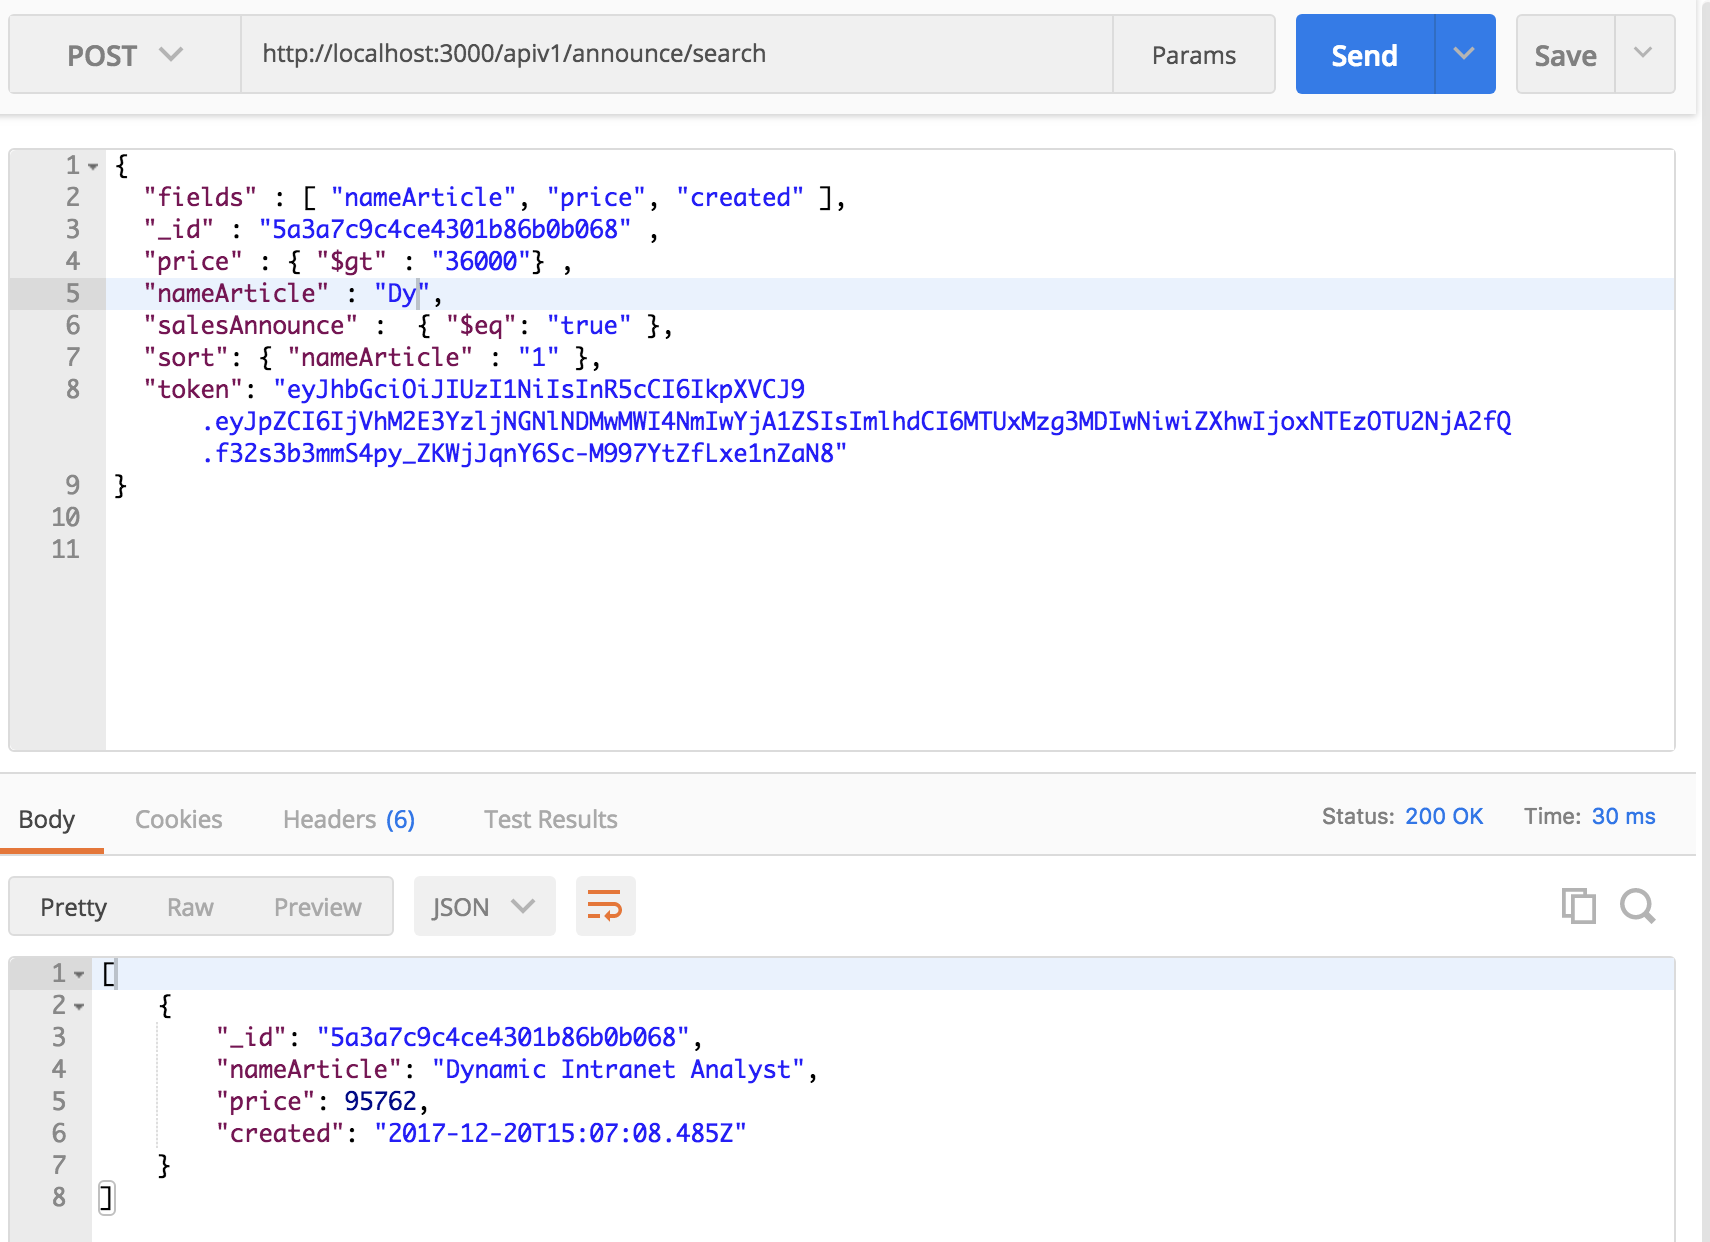 POST http://localhost:3000/apiv1/announce/search Params Send Save
1 {
2 "fields" : [ "nameArticle", "price", "created" ],
3 "_id" : "5a3a7c9c4ce4301b86b0b068" ,
4 "price" : { "$gt" : "36000"} ,
5 "nameArticle" : "Dy",
6 "salesAnnounce" :  { "$eq": "true" },
7 "sort": { "nameArticle" : "1" },
8 "token": "eyJhbGciOiJIUzI1NiIsInR5cCI6IkpXVCJ9
.eyJpZCI6IjVhM2E3YzljNGNlNDMwMWI4NmIwYjA1ZSIsImlhdCI6MTUxMzg3MDIwNiwiZXhwIjoxNTEzOTU2NjA2fQ
.f32s3b3mmS4py_ZKWjJqnY6Sc-M997YtZfLxe1nZaN8"
9 }
10
11
Body Cookies Headers (6) Test Results Status: 200 OK Time: 30 ms
Pretty Raw Preview JSON
1 [
2 {
3 "_id": "5a3a7c9c4ce4301b86b0b068",
4 "nameArticle": "Dynamic Intranet Analyst",
5 "price": 95762,
6 "created": "2017-12-20T15:07:08.485Z"
7 }
8 ]